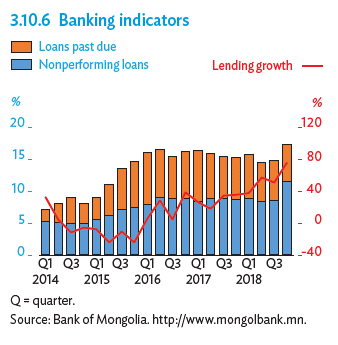 3.10.6 Banking indicators
Loans past due
Nonperforming loans
Lending growth
% %
20 120
15 80
10 40
5 0
0 –40
Q1 Q3 Q1 Q3 Q1 Q3 Q1 Q3 Q1 Q3
2014 2015 2016 2017 2018
Q = quarter.
Source: Bank of Mongolia. http://www.mongolbank.mn.